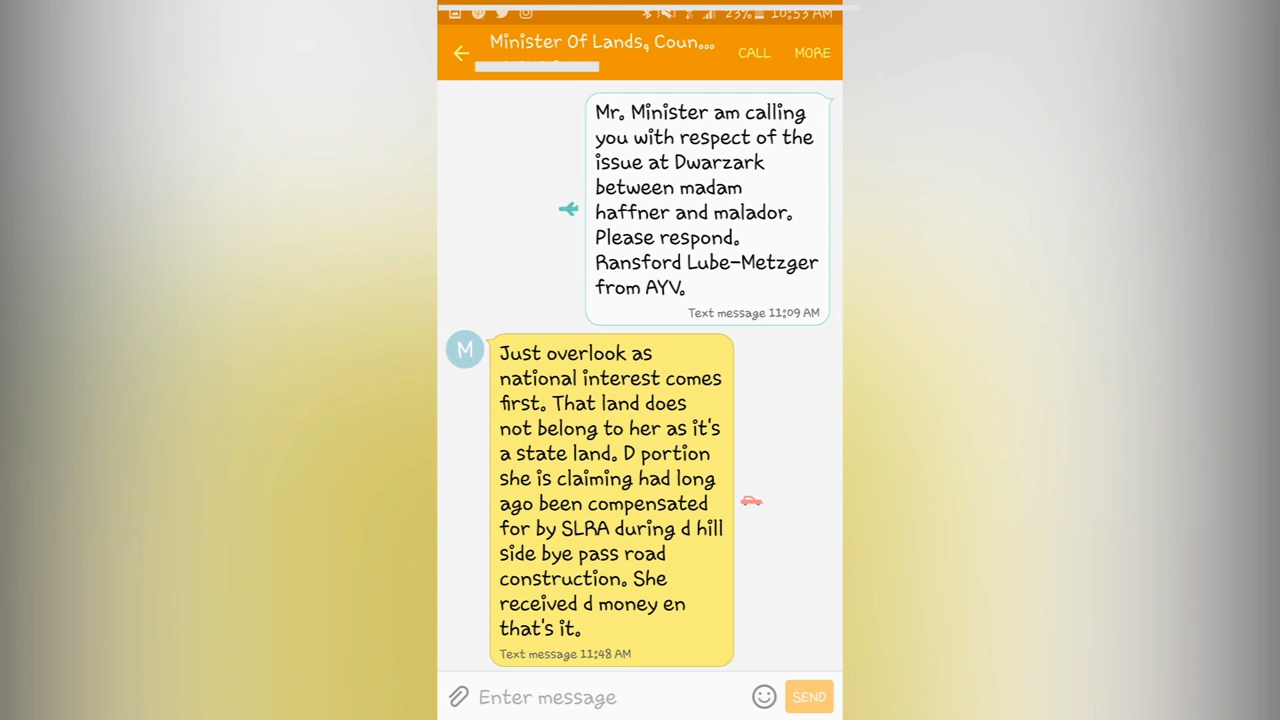 23% 10:53 AM
Minister Of Lands, Coun...
CALL MORE
Mr. Minister am calling
you with respect of the
issue at Dwarzark
between madam
haffner and malador.
Please respond.
Ransford Lube-Metzger
from AYV.
Text message 11:09 AM
M
Just overlook as
national interest comes
first. That land does
not belong to her as it's
a state land. D portion
she is claiming had long
ago been compensated
for by SLRA during d hill
side bye pass road
construction. She
received d money en
that's it.
Text message 11:48 AM
Enter message
SEND